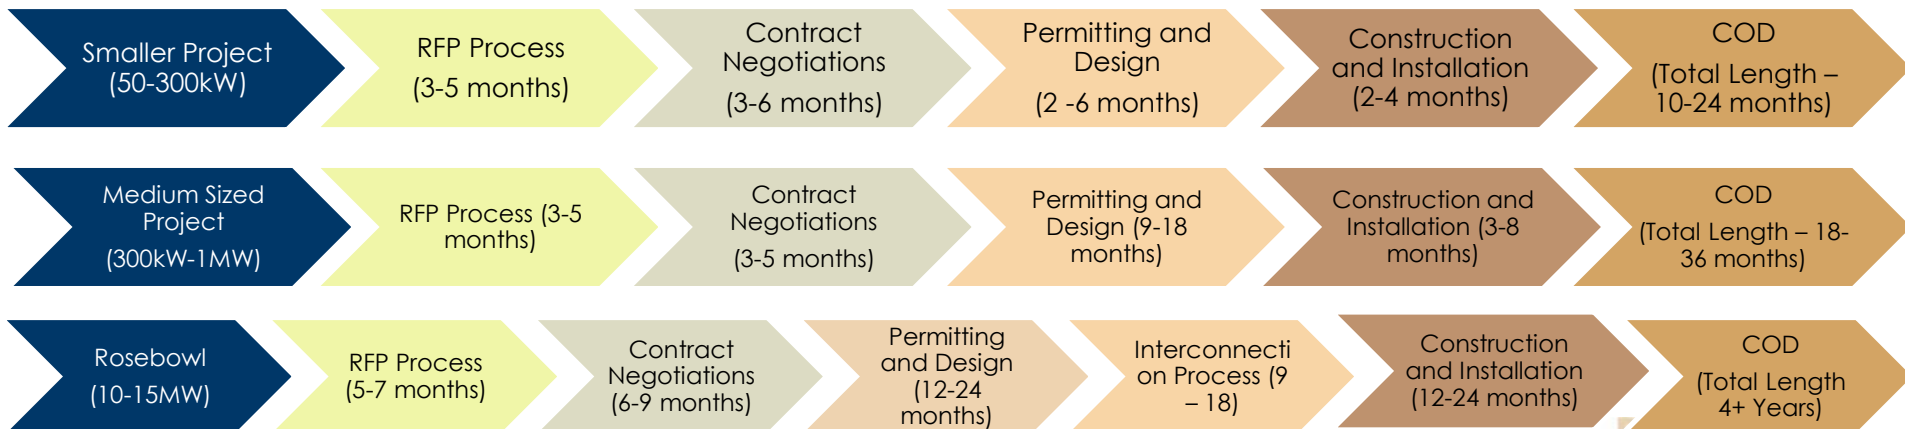 Smaller Project
(50-300kW)
RFP Process
(3-5 months)
Contract
Negotiations
(3-6 months)
Permitting and
Design
(2 -6 months)
Construction
and Installation
(2-4 months)
COD
(Total Length –
10-24 months)
Medium Sized
Project
(300kW-1MW)
RFP Process (3-5
months)
Contract
Negotiations
(3-5 months)
Permitting and
Design (9-18
months)
Construction and
Installation (3-8
months)
COD
(Total Length – 18-
36 months)
Rosebowl
(10-15MW)
RFP Process
(5-7 months)
Contract
Negotiations
(6-9 months)
Permitting
and Design
(12-24
months)
Interconnecti
on Process (9
– 18)
Construction
and Installation
(12-24 months)
COD
(Total Length
4+ Years)